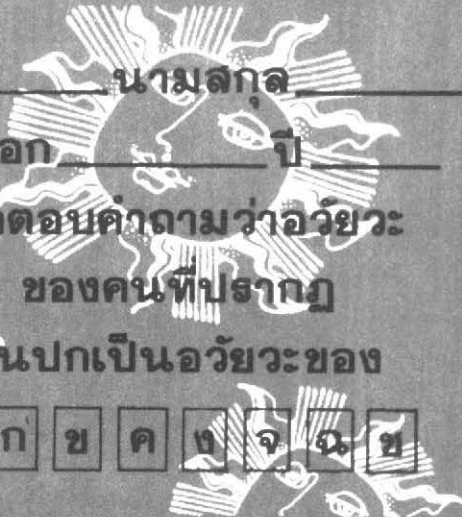 นามสกุล
อก ปี
ตอบคำถามว่าอวัยวะ
ของคนที่ปรากฏ
นปกเป็นอวัยวะของ
ก ข ค ง จ ฉ ช